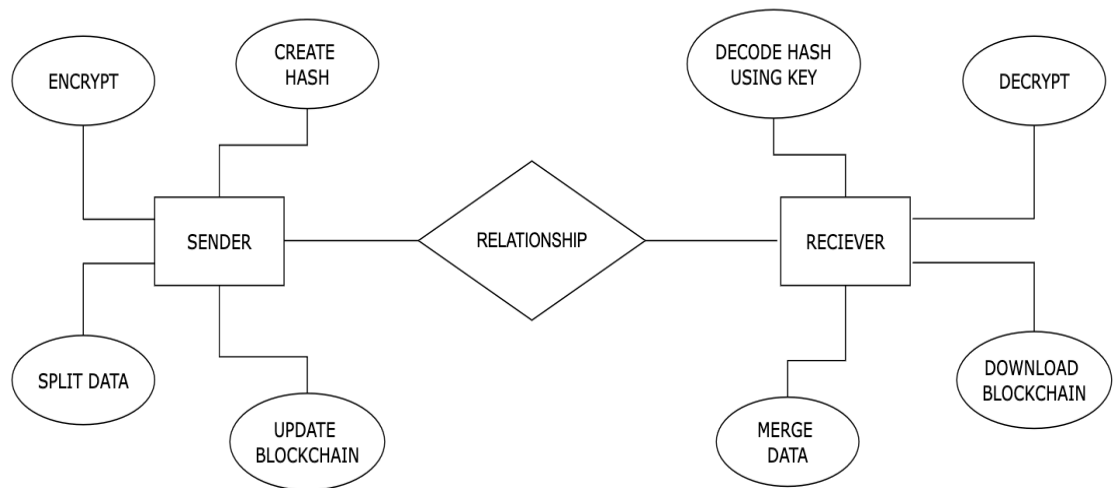 ENCRYPT
CREATE
HASH
DECODE HASH
USING KEY
DECRYPT
SENDER
RELATIONSHIP
RECIEVER
SPLIT DATA
UPDATE
BLOCKCHAIN
MERGE
DATA
DOWNLOAD
BLOCKCHAIN